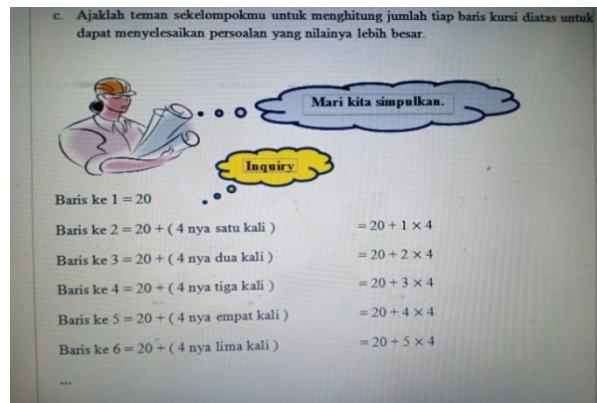 c. Ajaklah teman sekelompokmu untuk menghitung jumlah tiap baris kursi diatas untuk
dapat menyelesaikan persoalan yang nilainya lebih besar.
Mari kita simpulkan.
Inquiry
Baris ke 1 = 20
Baris ke 2 = 20 + ( 4 nya satu kali ) = 20 + 1 × 4
Baris ke 3 = 20 + ( 4 nya dua kali ) = 20 + 2 × 4
Baris ke 4 = 20 + ( 4 nya tiga kali ) = 20 + 3 × 4
Baris ke 5 = 20 + ( 4 nya empat kali ) = 20 + 4 × 4
Baris ke 6 = 20 + ( 4 nya lima kali ) = 20 + 5 × 4
...